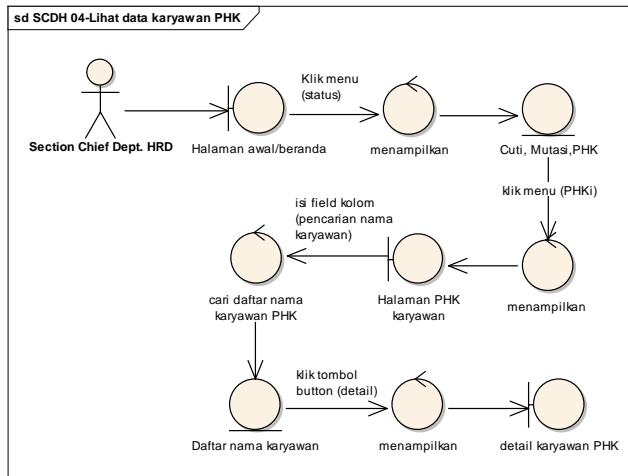 sd SCDH 04-Lihat data karyawan PHK
Klik menu
(status)
Section Chief Dept. HRD
Halaman awal/beranda
menampilkan
Cuti, Mutasi,PHK
klik menu (PHKi)
isi field kolom
(pencarian nama
karyawan)
cari daftar nama
karyawan PHK
Halaman PHK
karyawan
menampilkan
klik tombol
button (detail)
Daftar nama karyawan
menampilkan
detail karyawan PHK